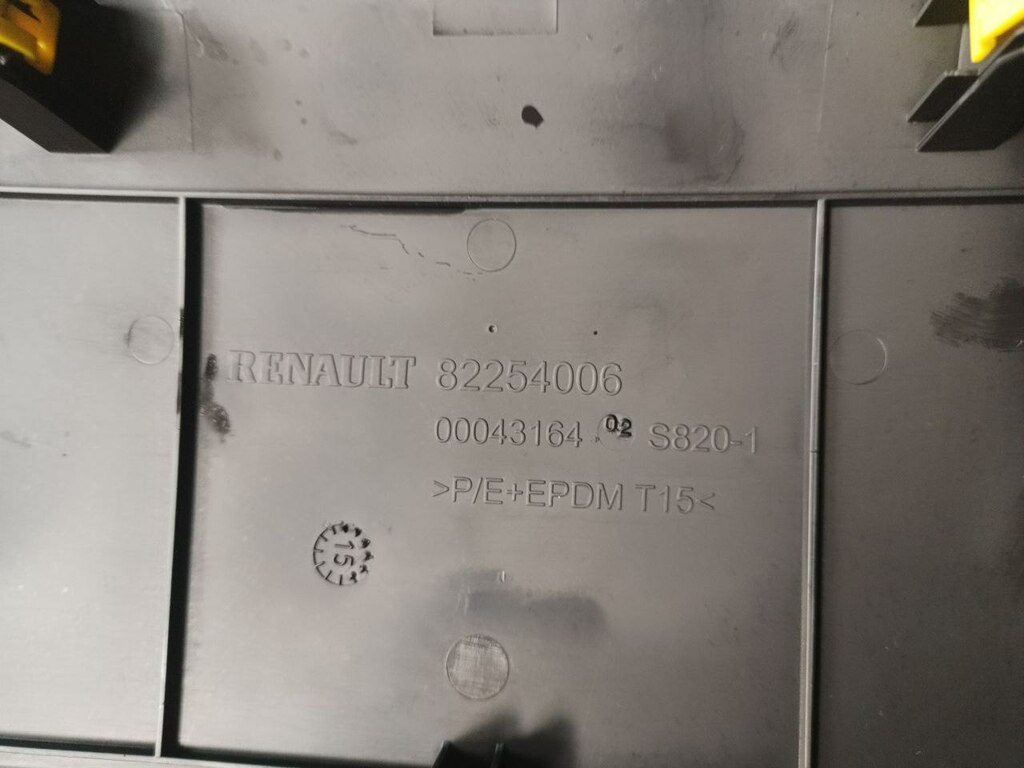 RENAULT 82254006
00043164 02 S820-1
>P/E+EPDM T15<
15